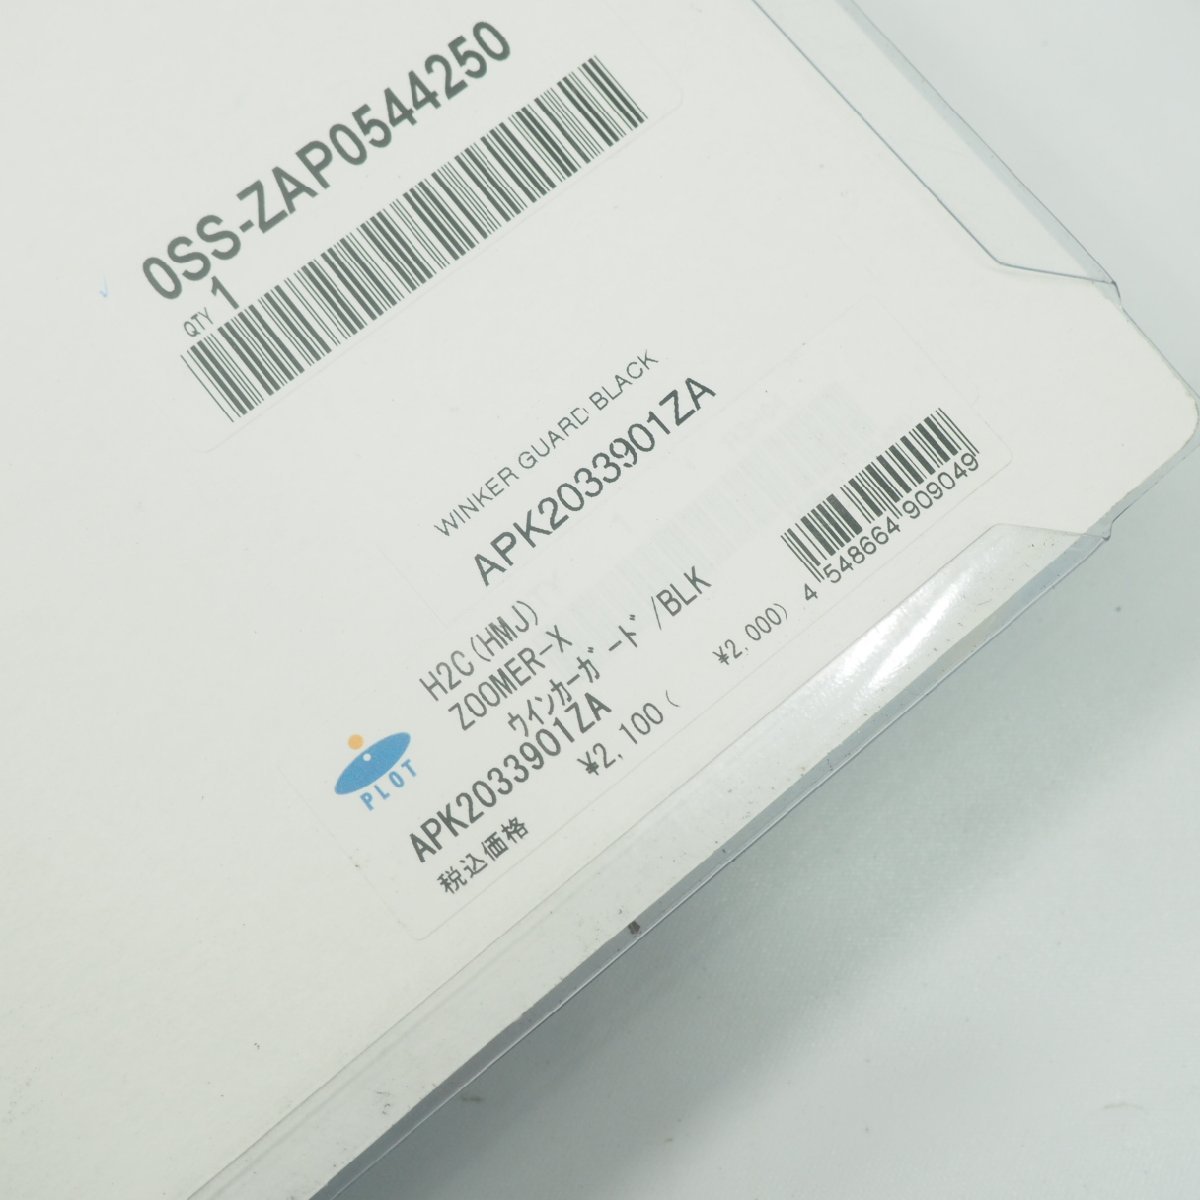 0SS-ZAP0544250
QTY 1
WINKER GUARD BLACK
APK2033901ZA
H2C(HMJ)
ZOOMER-X
ウインカーガード/BLK
APK2033901ZA
税込価格 ¥2,100( ¥2,000)
4 548664 909049
PLOT